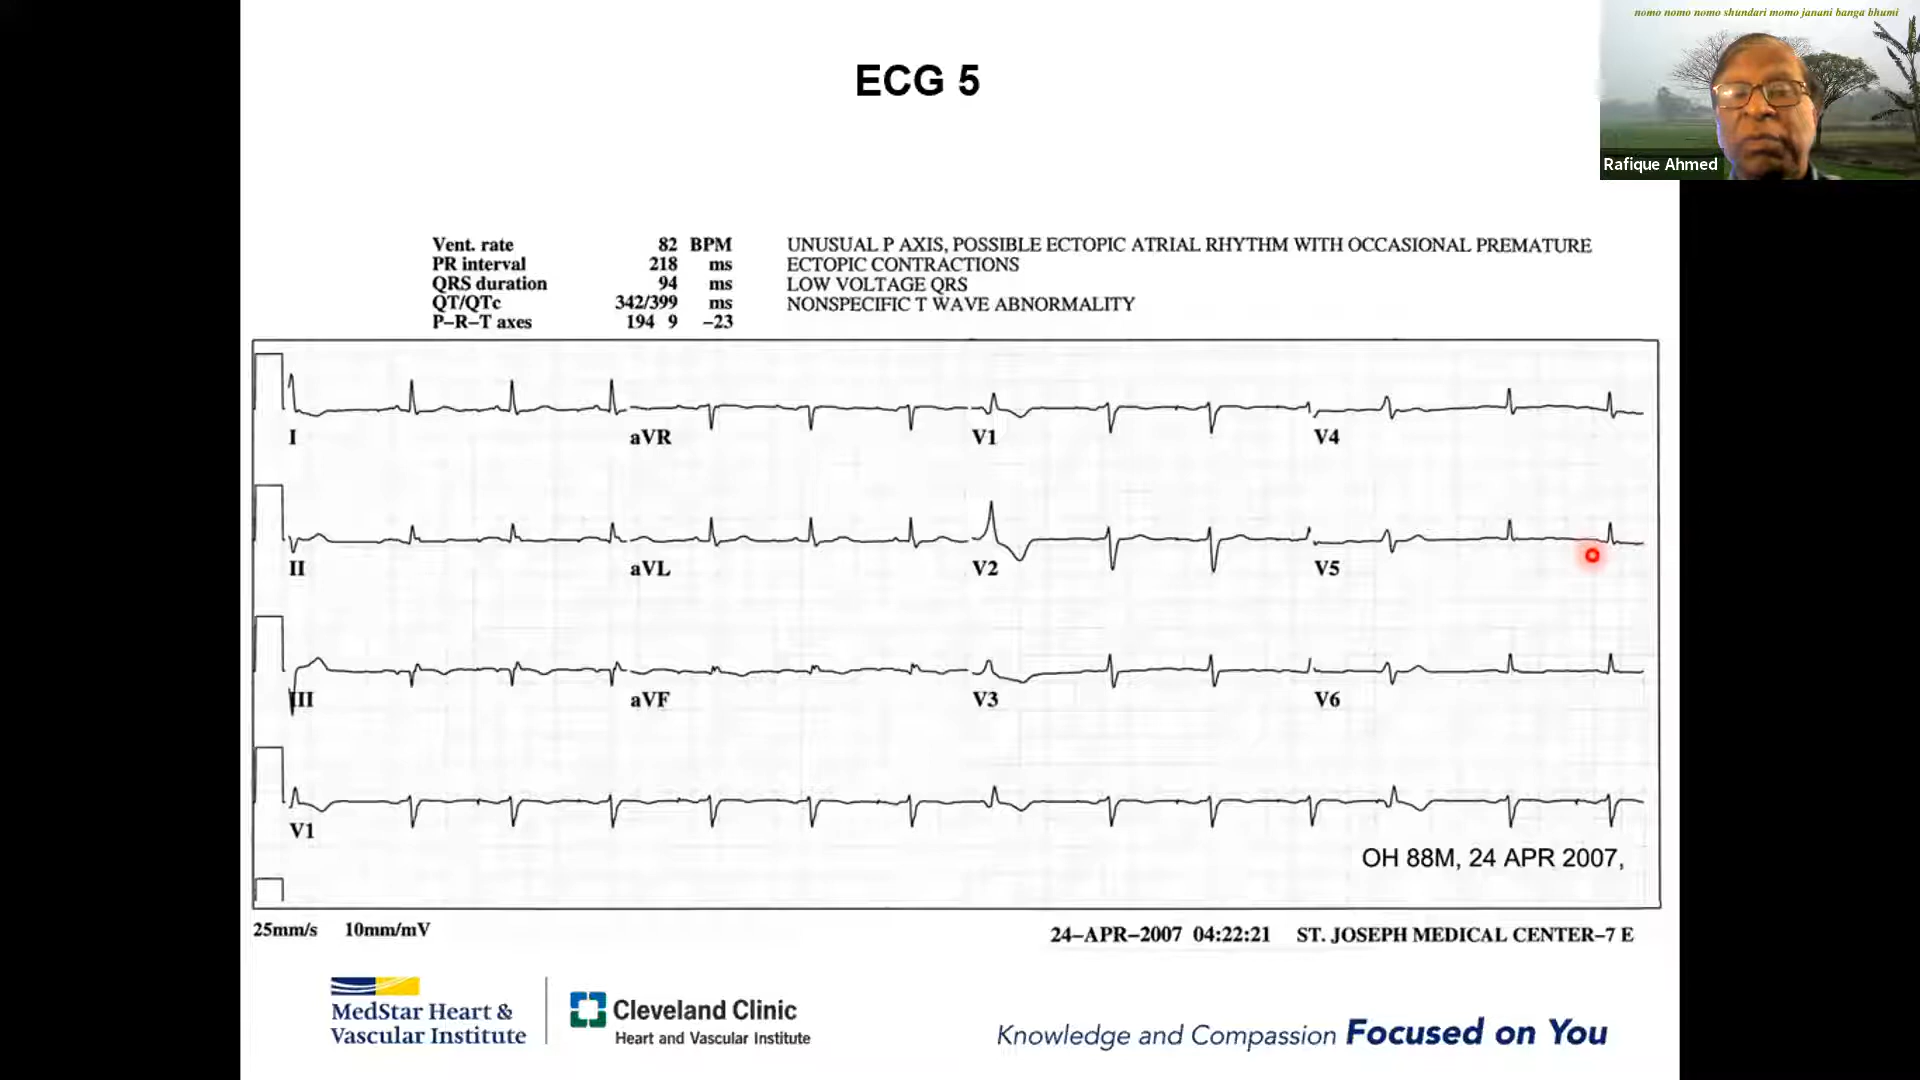 nomo nomo nomo shundari momo janani banga bhumi
ECG 5
Rafique Ahmed
Vent. rate 82 BPM
PR interval 218 ms
QRS duration 94 ms
QT/QTc 342/399 ms
P-R-T axes 194 9 -23
UNUSUAL P AXIS, POSSIBLE ECTOPIC ATRIAL RHYTHM WITH OCCASIONAL PREMATURE
ECTOPIC CONTRACTIONS
LOW VOLTAGE QRS
NONSPECIFIC T WAVE ABNORMALITY
I aVR V1 V4
II aVL V2 V5
III aVF V3 V6
V1
OH 88M, 24 APR 2007,
25mm/s 10mm/mV
24-APR-2007 04:22:21 ST. JOSEPH MEDICAL CENTER-7 E
MedStar Heart &
Vascular Institute
Cleveland Clinic
Heart and Vascular Institute
Knowledge and Compassion Focused on You